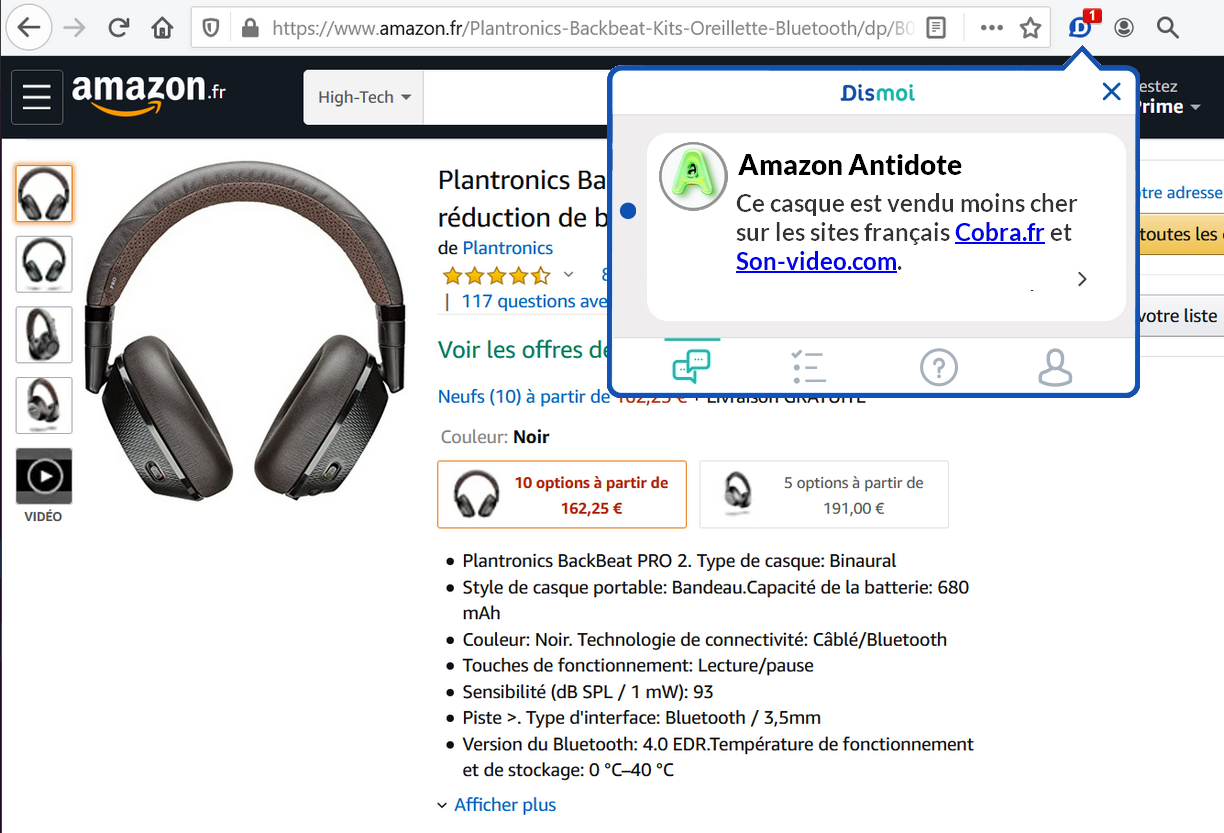 https://www.amazon.fr/Plantronics-Backbeat-Kits-Oreillette-Bluetooth/dp/B0
1
amazon.fr
High-Tech
Dismoi
estez
Prime
Amazon Antidote
Ce casque est vendu moins cher
sur les sites français Cobra.fr et
Son-video.com.
Plantronics Ba
réduction de b
de Plantronics
8
| 117 questions ave
Voir les offres de
Neufs (10) à partir de 162,25 € + Livraison GRATUITE
tre adresse
toutes les
votre liste
Couleur: Noir
10 options à partir de
162,25 €
5 options à partir de
191,00 €
VIDÉO
• Plantronics BackBeat PRO 2. Type de casque: Binaural
• Style de casque portable: Bandeau.Capacité de la batterie: 680
mAh
• Couleur: Noir. Technologie de connectivité: Câblé/Bluetooth
• Touches de fonctionnement: Lecture/pause
• Sensibilité (dB SPL / 1 mW): 93
• Piste >. Type d'interface: Bluetooth / 3,5mm
• Version du Bluetooth: 4.0 EDR.Température de fonctionnement
et de stockage: 0 °C–40 °C
Afficher plus